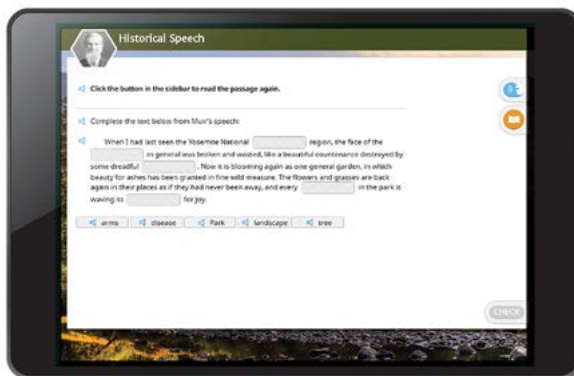 Historical Speech
Click the button in the sidebar to read the passage again.
Complete the text below from Muir's speech:
When I had last seen the Yosemite National region, the face of the
in general was broken and wasted, like a beautiful countenance destroyed by
some dreadful . Now it is blooming again as one general garden, in which
beauty for ashes has been granted in fine wild measure. The flowers and grasses are back
again in their places as if they had never been away, and every in the park is
waving its for joy.
arms disease Park landscape tree
CHECK